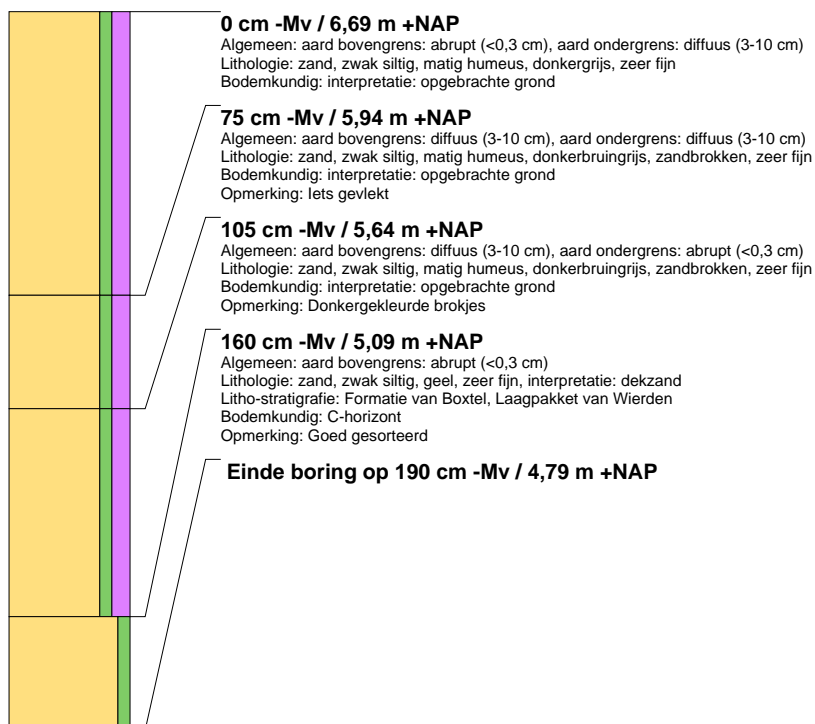 0 cm -Mv / 6,69 m +NAP
Algemeen: aard bovengrens: abrupt (<0,3 cm), aard ondergrens: diffuus (3-10 cm)
Lithologie: zand, zwak siltig, matig humeus, donkergrijs, zeer fijn
Bodemkundig: interpretatie: opgebrachte grond
75 cm -Mv / 5,94 m +NAP
Algemeen: aard bovengrens: diffuus (3-10 cm), aard ondergrens: diffuus (3-10 cm)
Lithologie: zand, zwak siltig, matig humeus, donkerbruingrijs, zandbrokken, zeer fijn
Bodemkundig: interpretatie: opgebrachte grond
Opmerking: Iets gevlekt
105 cm -Mv / 5,64 m +NAP
Algemeen: aard bovengrens: diffuus (3-10 cm), aard ondergrens: abrupt (<0,3 cm)
Lithologie: zand, zwak siltig, matig humeus, donkerbruingrijs, zandbrokken, zeer fijn
Bodemkundig: interpretatie: opgebrachte grond
Opmerking: Donkergekleurde brokjes
160 cm -Mv / 5,09 m +NAP
Algemeen: aard bovengrens: abrupt (<0,3 cm)
Lithologie: zand, zwak siltig, geel, zeer fijn, interpretatie: dekzand
Litho-stratigrafie: Formatie van Boxtel, Laagpakket van Wierden
Bodemkundig: C-horizont
Opmerking: Goed gesorteerd
Einde boring op 190 cm -Mv / 4,79 m +NAP